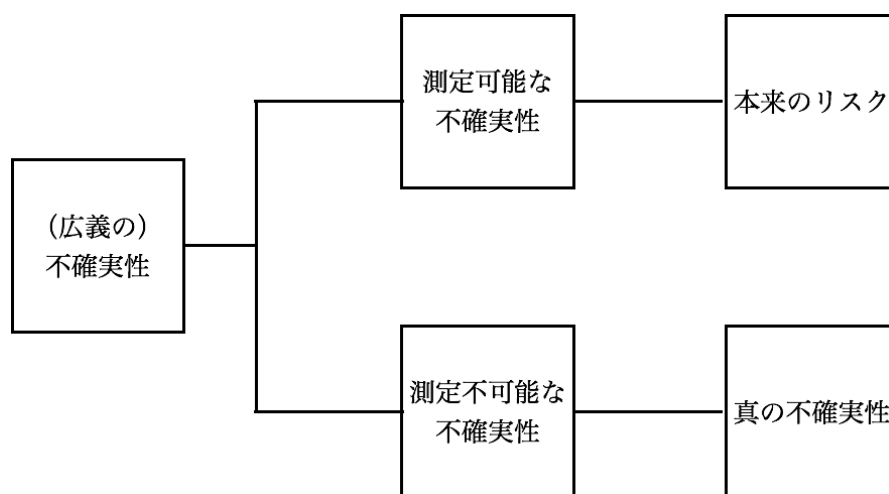 (広義の)
不確実性
測定可能な
不確実性
本来のリスク
測定不可能な
不確実性
真の不確実性